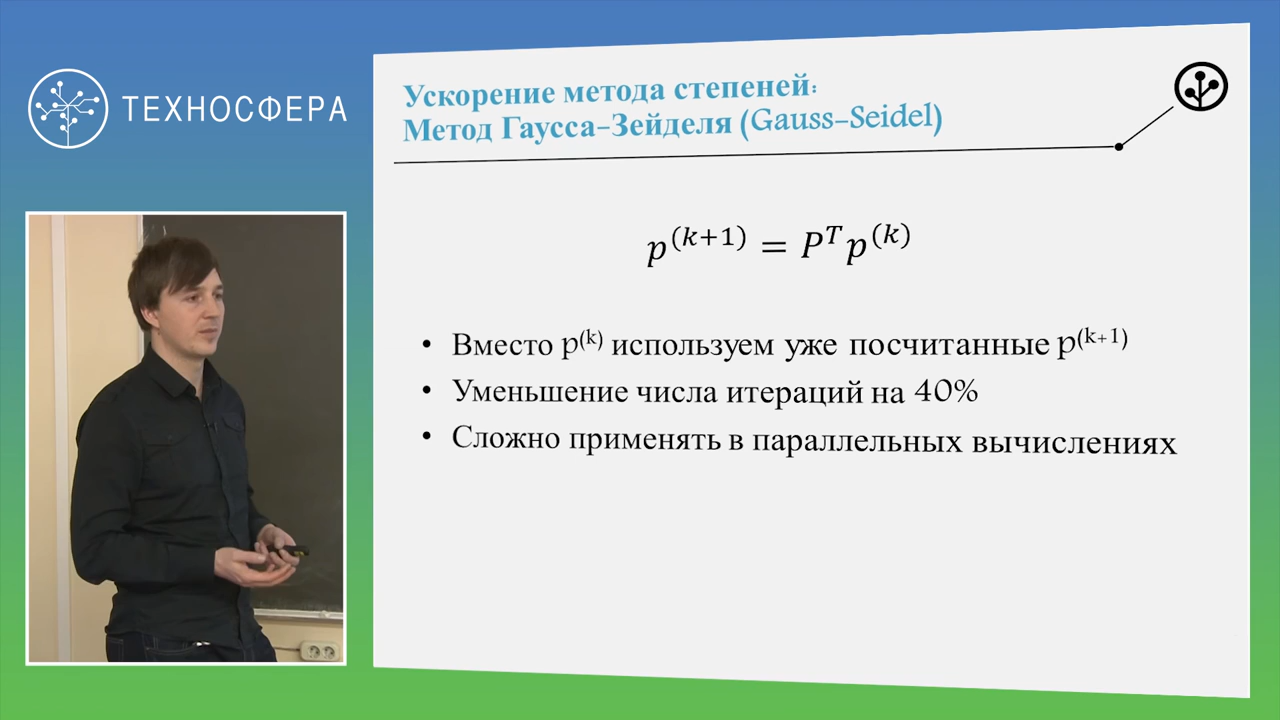 ТЕХНОСФЕРА
Ускорение метода степеней:
Метод Гаусса-Зейделя (Gauss-Seidel)
p^(k+1) = P^T p^(k)
• Вместо p^(k) используем уже посчитанные p^(k+1)
• Уменьшение числа итераций на 40%
• Сложно применять в параллельных вычислениях